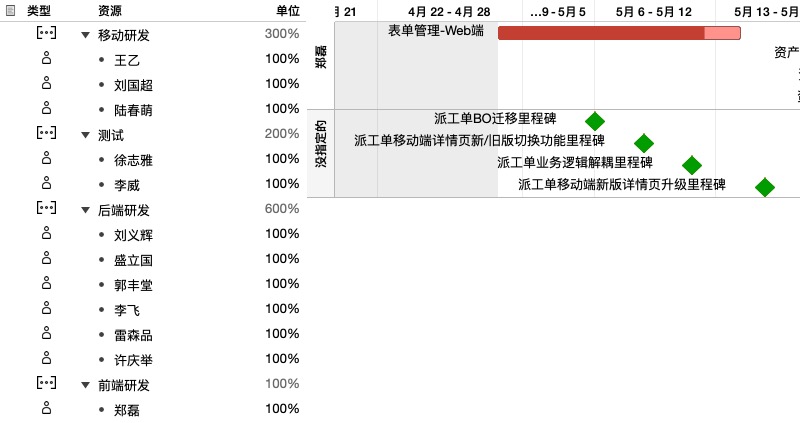 类型 资源 单位
移动研发 300%
王乙 100%
刘国超 100%
陆春萌 100%
测试 200%
徐志雅 100%
李威 100%
后端研发 600%
刘义辉 100%
盛立国 100%
郭丰堂 100%
李飞 100%
雷森品 100%
许庆举 100%
前端研发 100%
郑磊 100%
21 4月 22 - 4月 28 ...9 - 5月 5 5月 6 - 5月 12 5月 13 - 5月
郑磊
表单管理-Web端
资产
没指定的
派工单BO迁移里程碑
派工单移动端详情页新/旧版切换功能里程碑
派工单业务逻辑解耦里程碑
派工单移动端新版详情页升级里程碑